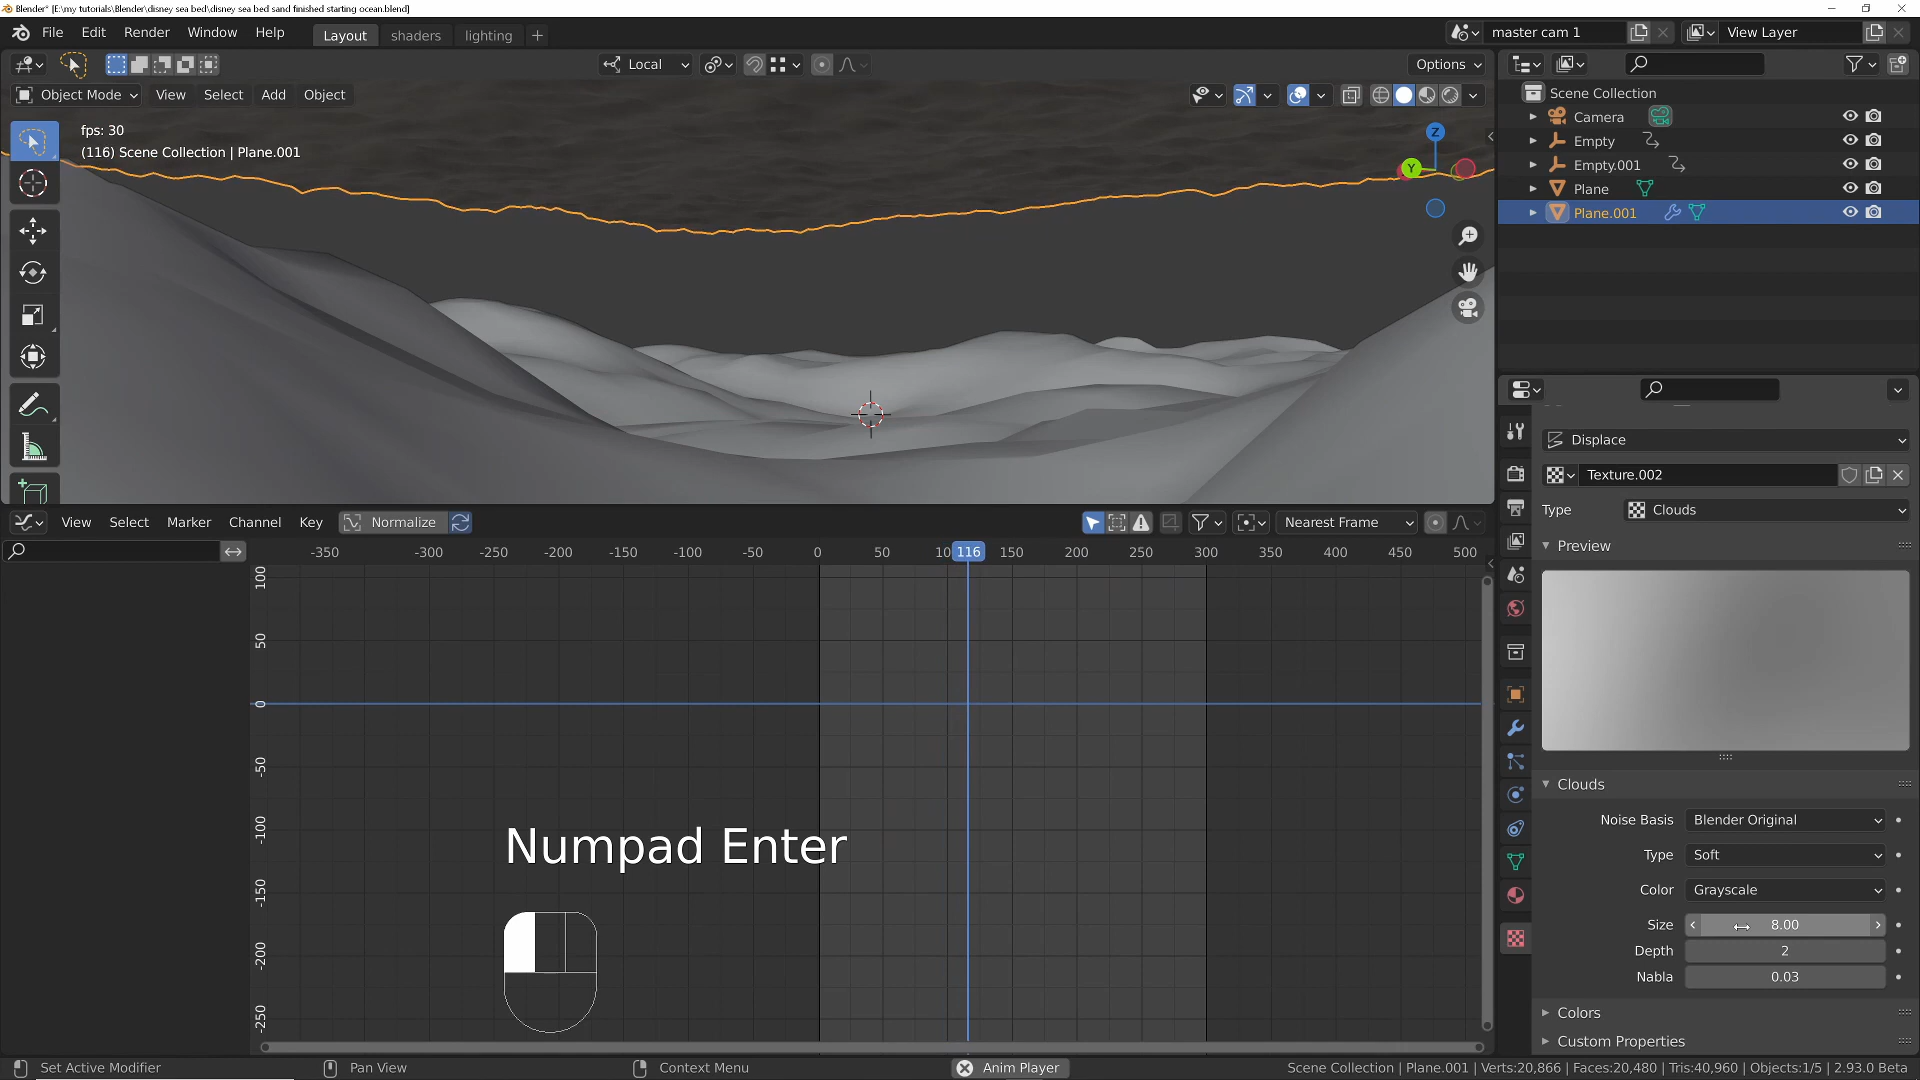 Blender* [E:\my tutorials\Blender\disney sea bed\disney sea bed sand finished starting ocean.blend]
File Edit Render Window Help Layout shaders lighting + master cam 1 View Layer
Local Options
Object Mode View Select Add Object
fps: 30
(116) Scene Collection | Plane.001
Z
Y
Scene Collection
Camera
Empty
Empty.001
Plane
Plane.001
Displace
Texture.002
Type Clouds
Preview
Clouds
Noise Basis Blender Original
Type Soft
Color Grayscale
Size 8.00
Depth 2
Nabla 0.03
Colors
Custom Properties
View Select Marker Channel Key Normalize Nearest Frame
-350 -300 -250 -200 -150 -100 -50 0 50 10 116 150 200 250 300 350 400 450 500
100
50
0
-50
-100
-150
-200
-250
Numpad Enter
Set Active Modifier Pan View Context Menu Anim Player Scene Collection | Plane.001 | Verts:20,866 | Faces:20,480 | Tris:40,960 | Objects:1/5 | 2.93.0 Beta